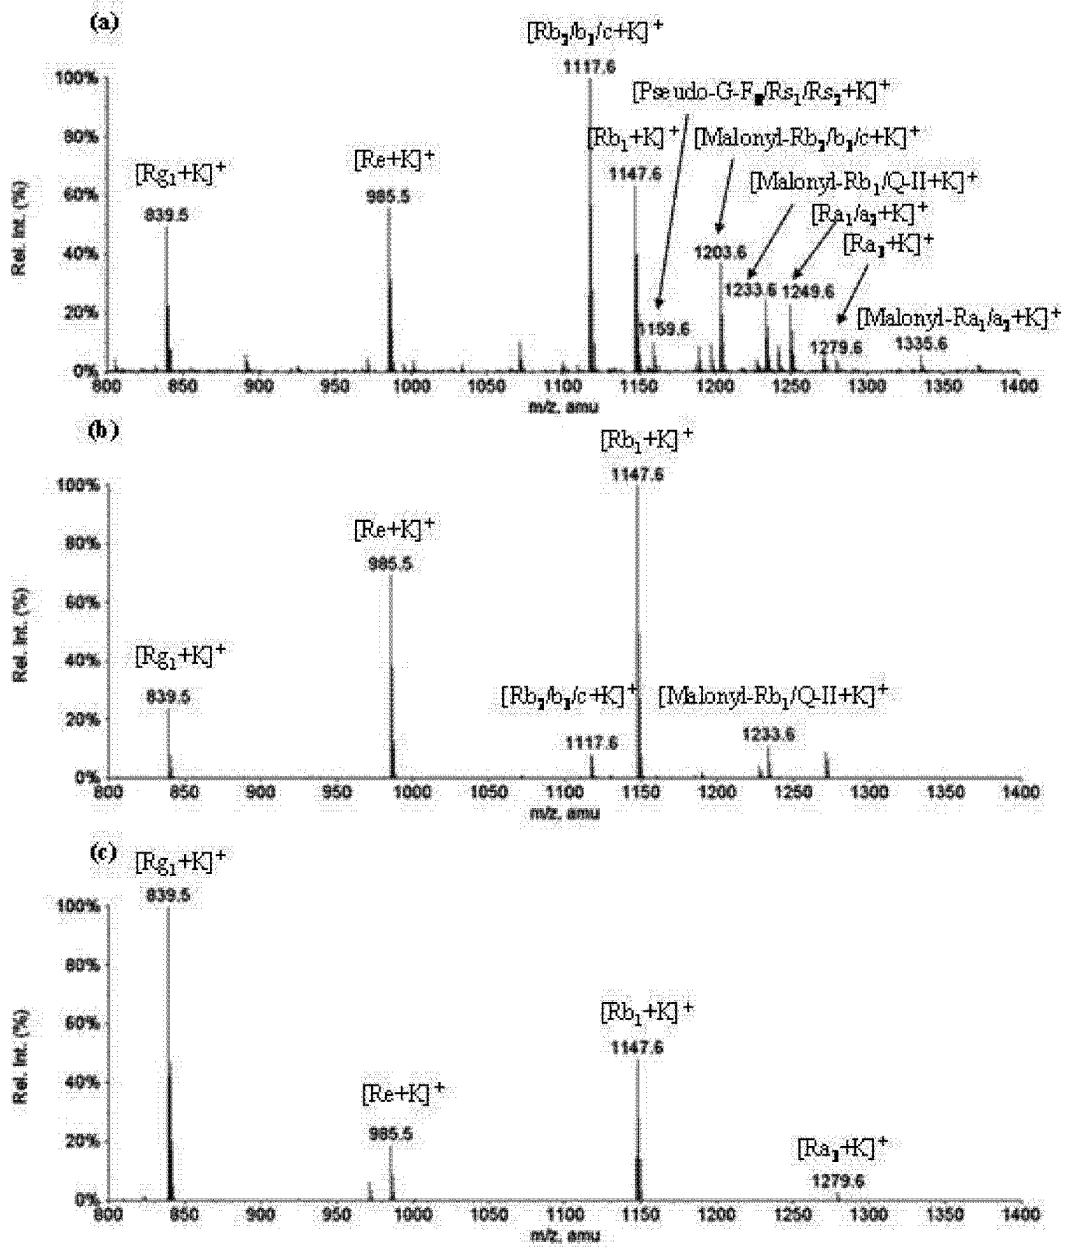 (a)
[Rb₂/b₃/c+K]⁺
1117.6
[Pseudo-G-F /Rs₁/Rs₂+K]⁺
[Rb₁+K]⁺ [Malonyl-Rb₂/b₃/c+K]⁺
[Rg₁+K]⁺
[Re+K]⁺
1147.6
[Malonyl-Rb₁/Q-II+K]⁺
839.5
985.5
[Ra₁/a₂+K]⁺
[Ra₃+K]⁺
1203.6
1233.6
1249.6
1159.6
1279.6
[Malonyl-Ra₁/a₂+K]⁺
1335.6
Rel. Int. (%)
100%
80%
60%
40%
20%
0%
800 850 900 950 1000 1050 1100 1150 1200 1250 1300 1350 1400
m/z, amu
(b)
[Rb₁+K]⁺
1147.6
[Re+K]⁺
985.5
[Rg₁+K]⁺
839.5
[Rb₂/b₃/c+K]⁺
1117.6
[Malonyl-Rb₁/Q-II+K]⁺
1233.6
Rel. Int. (%)
100%
80%
60%
40%
20%
0%
800 850 900 950 1000 1050 1100 1150 1200 1250 1300 1350 1400
m/z, amu
(c)
[Rg₁+K]⁺
839.5
[Rb₁+K]⁺
1147.6
[Re+K]⁺
985.5
[Ra₃+K]⁺
1279.6
Rel. Int. (%)
100%
80%
60%
40%
20%
0%
800 850 900 950 1000 1050 1100 1150 1200 1250 1300 1350 1400
m/z, amu